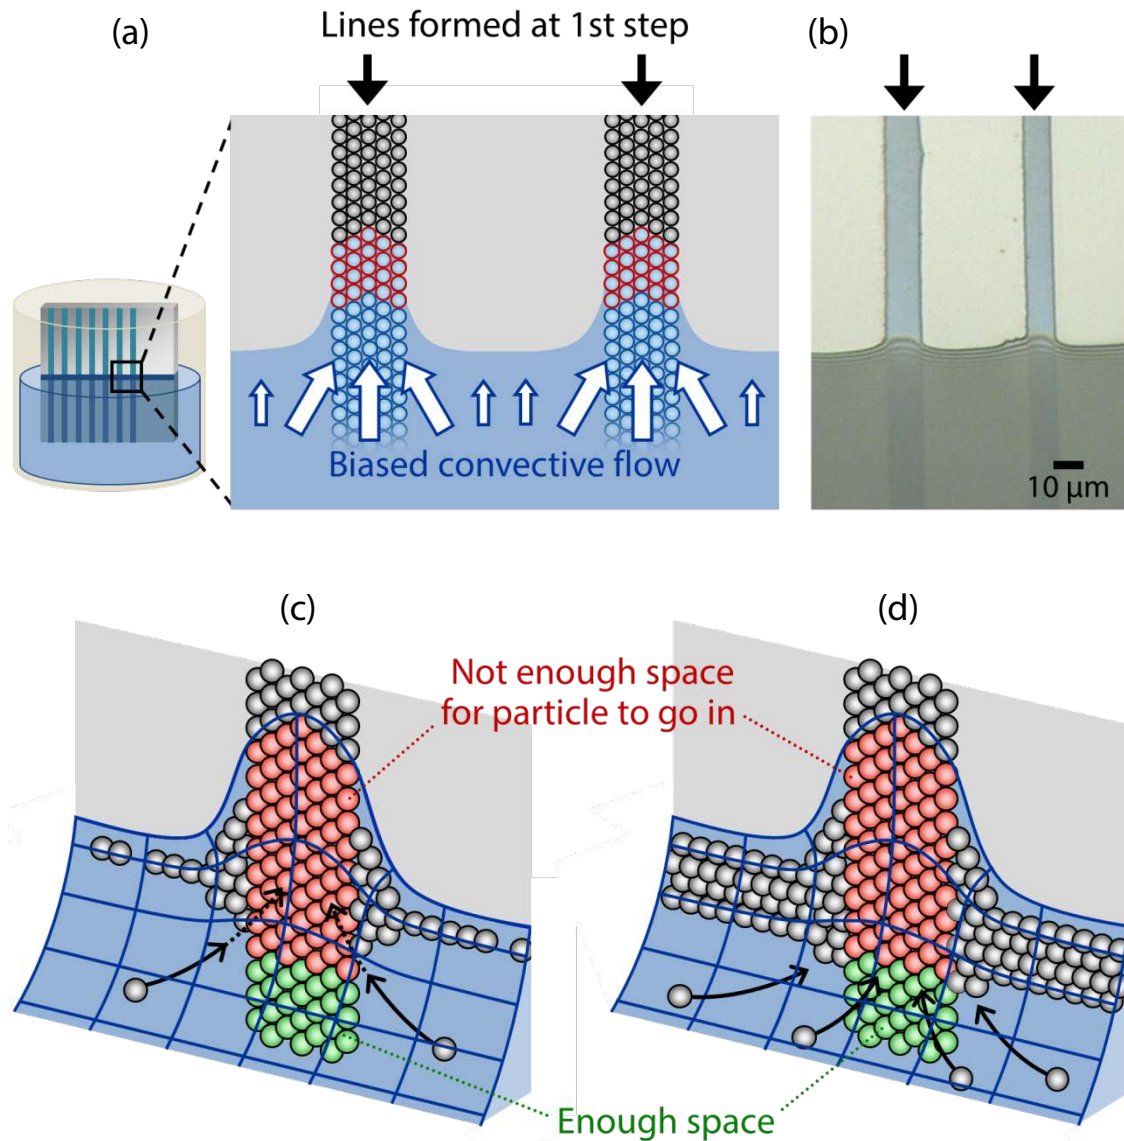 (a)
Lines formed at 1st step
(b)
Biased convective flow
10 μm
(c)
(d)
Not enough space
for particle to go in
Enough space